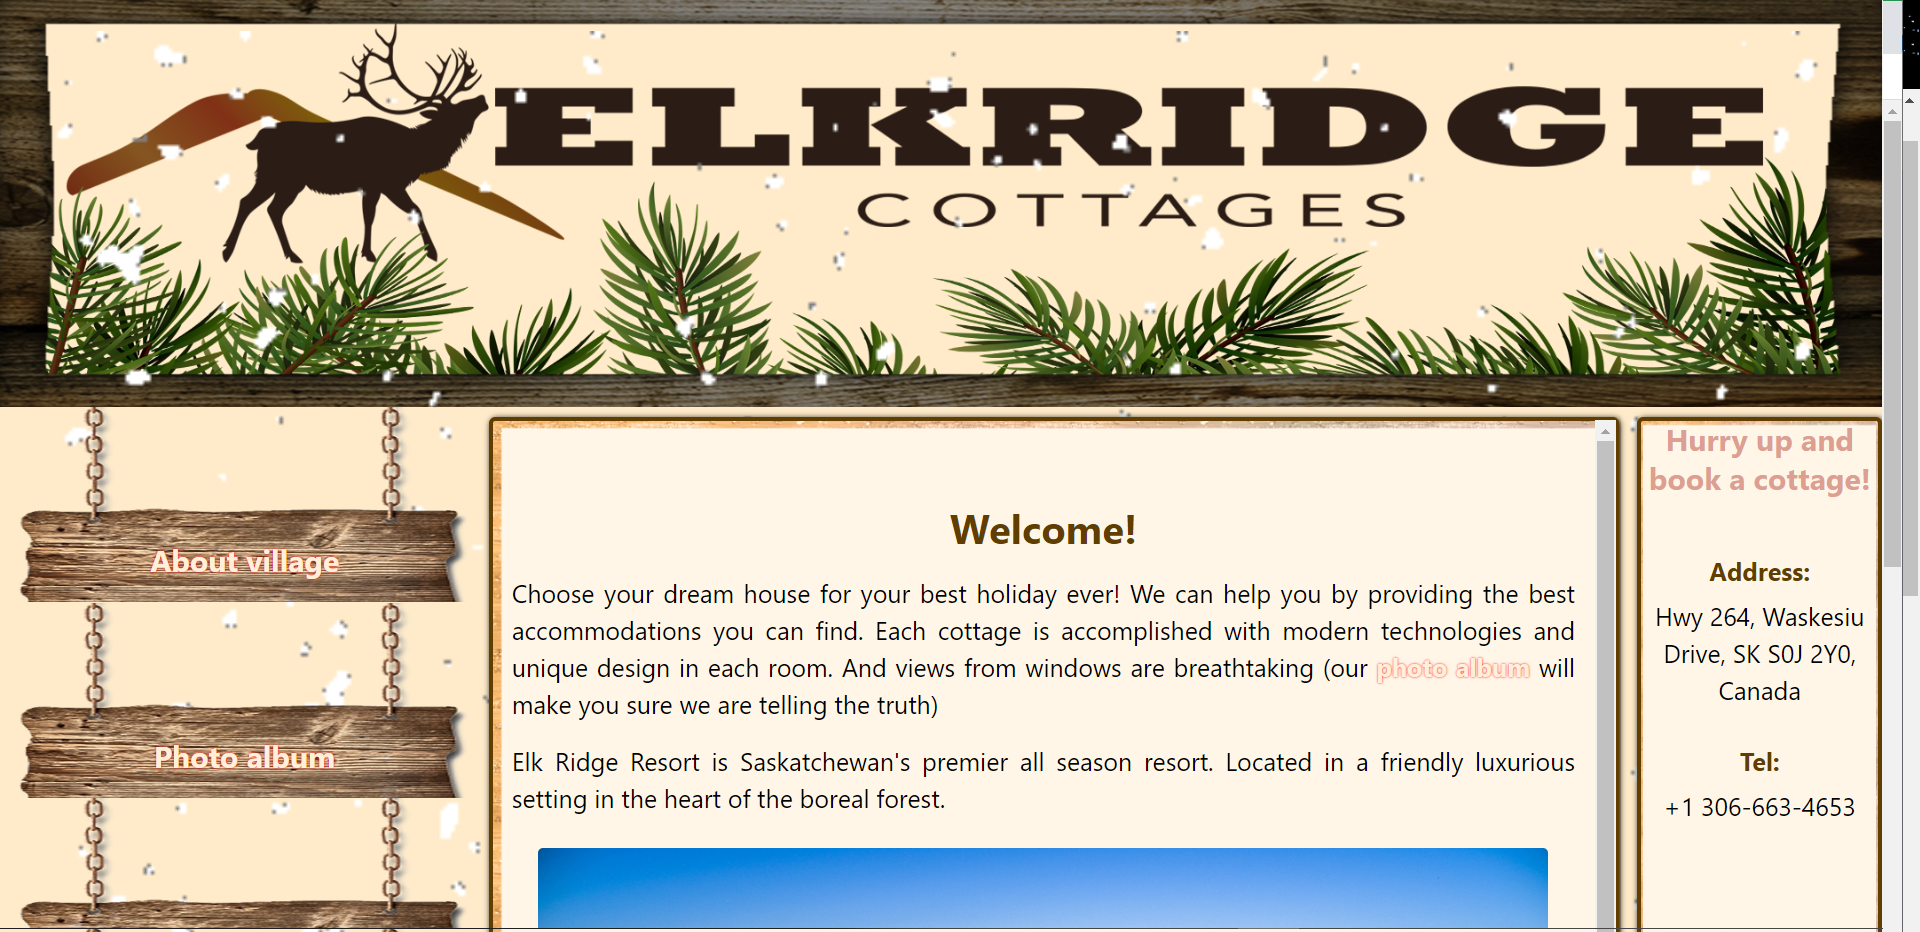 ELKRIDGE
COTTAGES
About village
Photo album
Welcome!
Choose your dream house for your best holiday ever! We can help you by providing the best
accommodations you can find. Each cottage is accomplished with modern technologies and
unique design in each room. And views from windows are breathtaking (our photo album will
make you sure we are telling the truth)
Elk Ridge Resort is Saskatchewan's premier all season resort. Located in a friendly luxurious
setting in the heart of the boreal forest.
Hurry up and
book a cottage!
Address:
Hwy 264, Waskesiu
Drive, SK S0J 2Y0,
Canada
Tel:
+1 306-663-4653